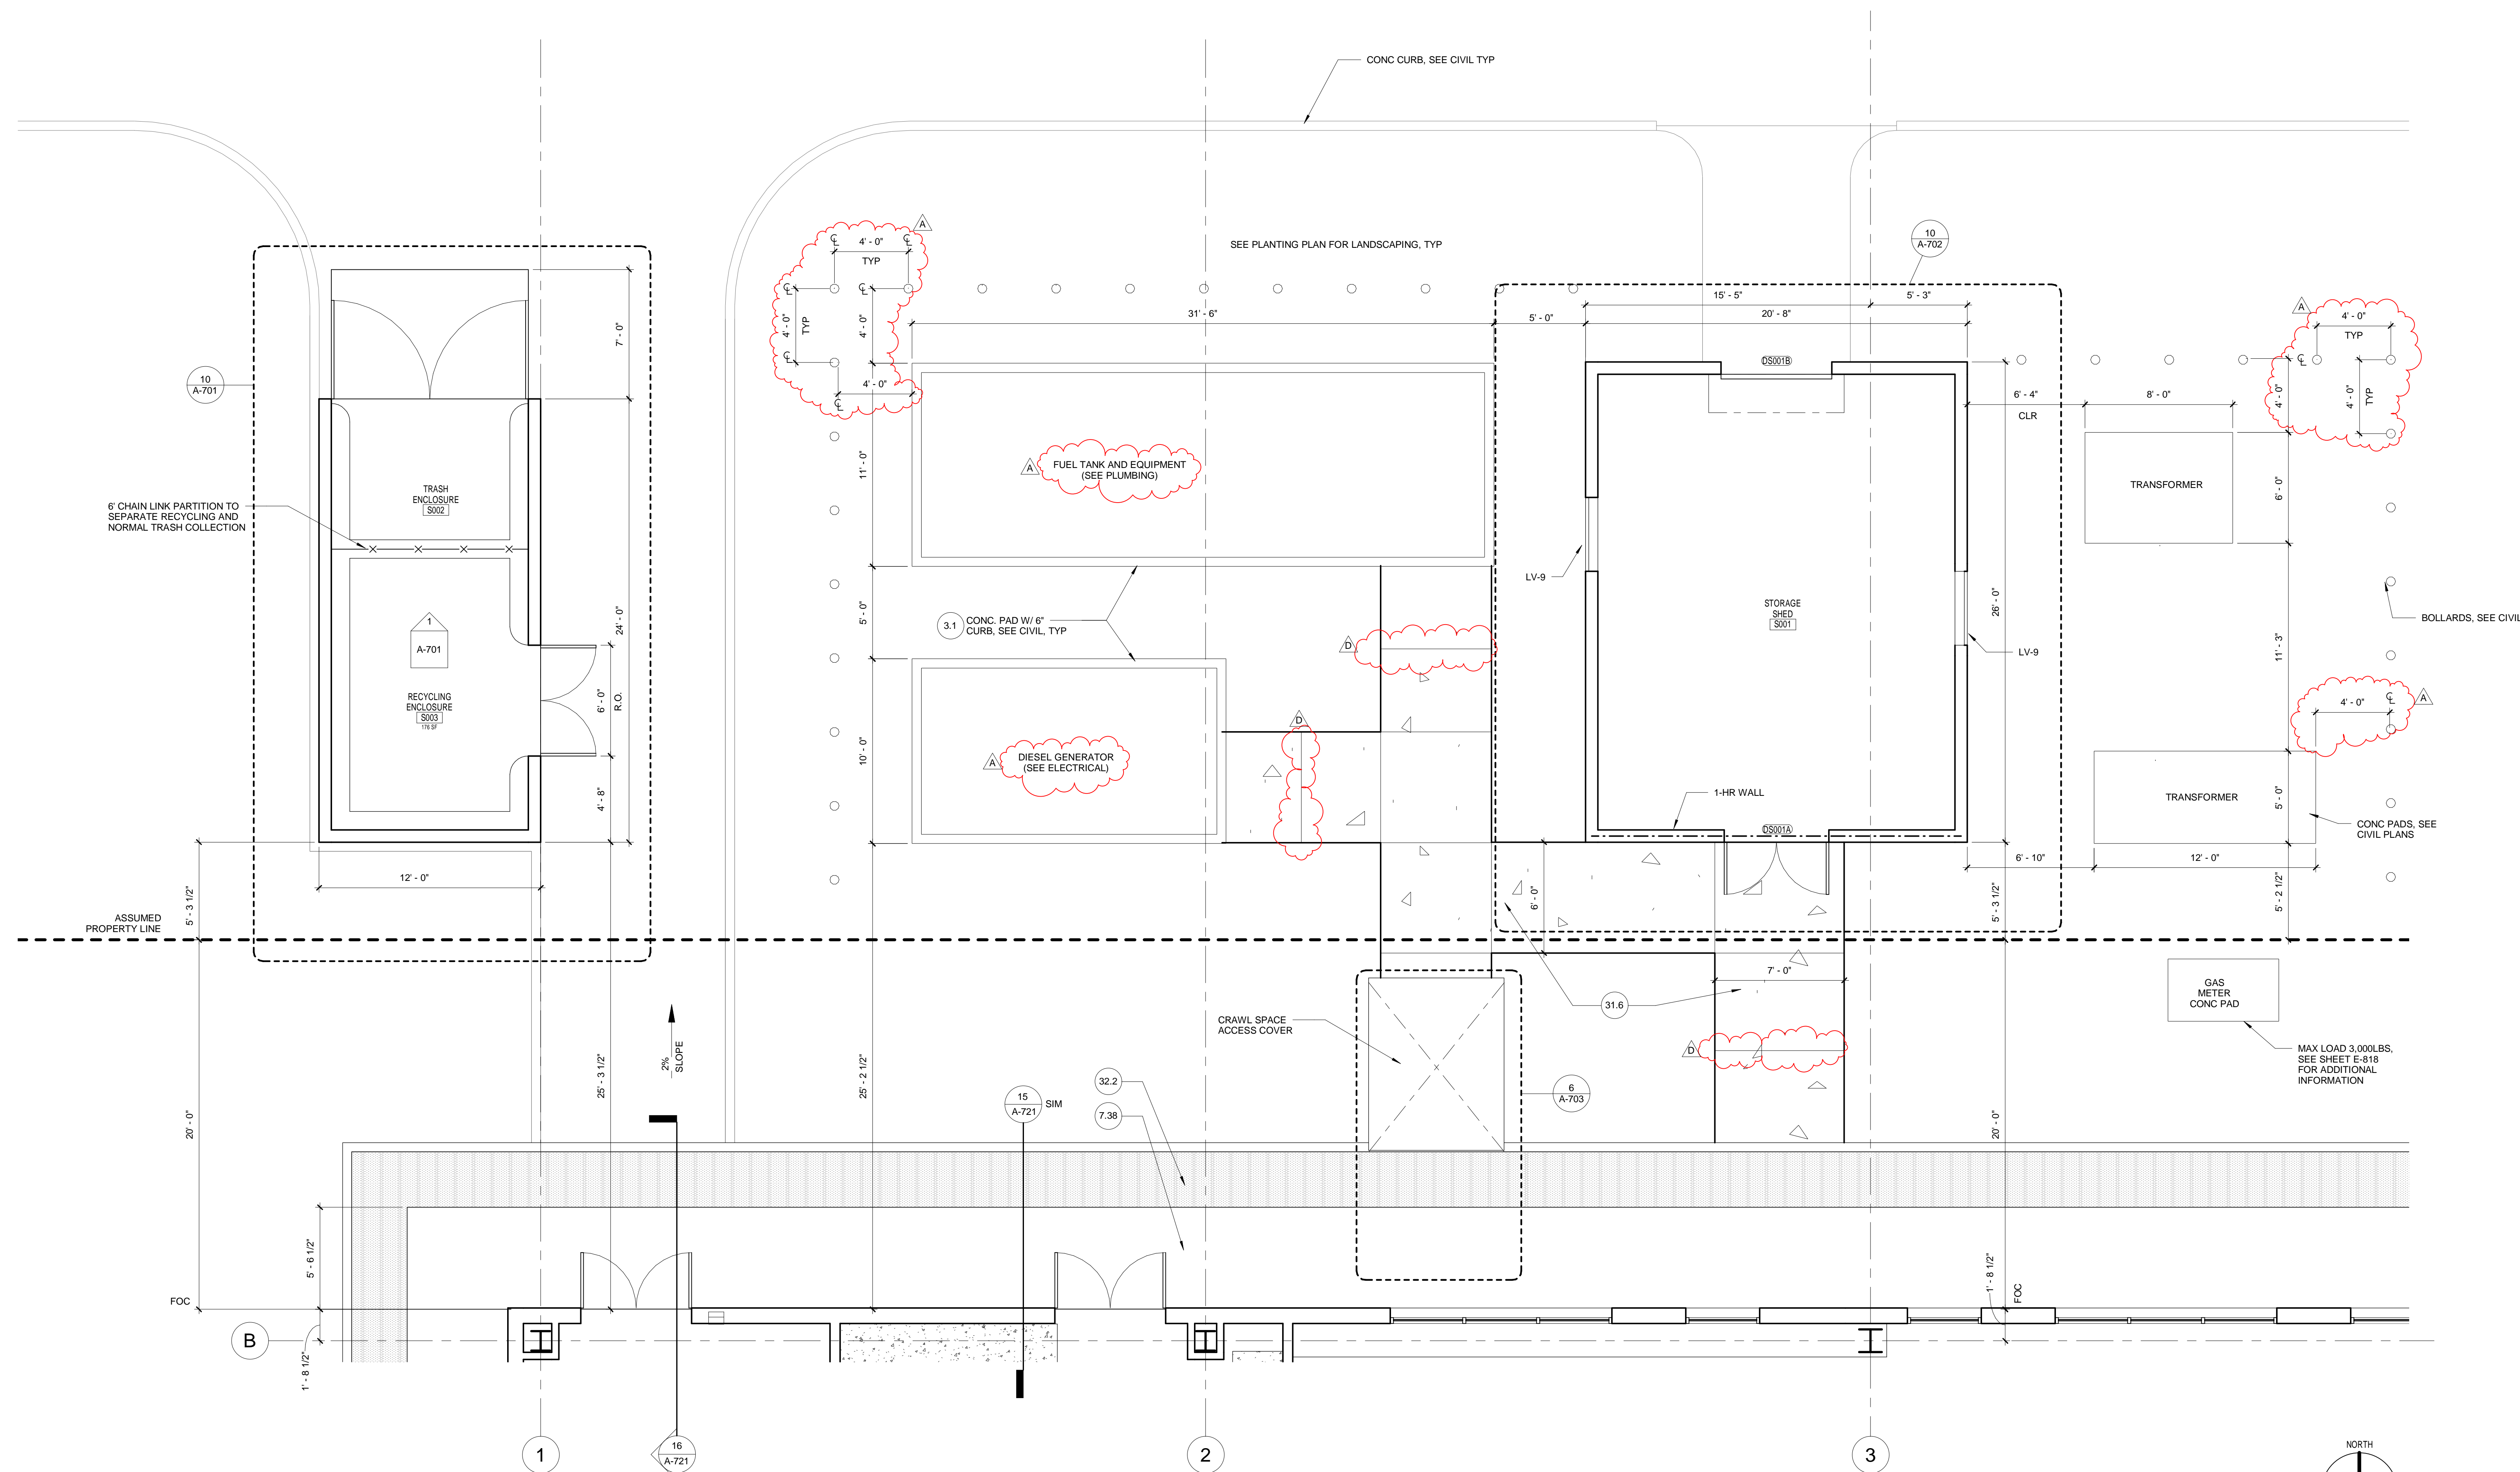 CONC CURB, SEE CIVIL TYP
A
℄
4' - 0"
℄
TYP
SEE PLANTING PLAN FOR LANDSCAPING, TYP
10
A-702
℄
℄
4' - 0"
TYP
4' - 0"
℄
4' - 0"
℄
31' - 6"
5' - 0"
15' - 5"
5' - 3"
20' - 8"
A
4' - 0"
TYP
℄
4' - 0"
4' - 0"
TYP
7' - 0"
10
A-701
DS001B
6' - 4"
CLR
8' - 0"
11' - 0"
A
FUEL TANK AND EQUIPMENT
(SEE PLUMBING)
TRASH
ENCLOSURE
S002
6' CHAIN LINK PARTITION TO
SEPARATE RECYCLING AND
NORMAL TRASH COLLECTION
TRANSFORMER
6' - 0"
LV-9
24' - 0"
5' - 0"
3.1
CONC. PAD W/ 6"
CURB, SEE CIVIL, TYP
STORAGE
SHED
S001
26' - 0"
BOLLARDS, SEE CIVIL
1
A-701
D
LV-9
11' - 3"
RECYCLING
ENCLOSURE
S003
176 SF
6' - 0"
R.O.
D
4' - 0"
℄
A
10' - 0"
A
DIESEL GENERATOR
(SEE ELECTRICAL)
4' - 8"
1-HR WALL
TRANSFORMER
5' - 0"
DS001A
CONC PADS, SEE
CIVIL PLANS
6' - 10"
12' - 0"
12' - 0"
6' - 0"
5' - 3 1/2"
5' - 3 1/2"
5' - 2 1/2"
ASSUMED
PROPERTY LINE
7' - 0"
GAS
METER
CONC PAD
31.6
CRAWL SPACE
ACCESS COVER
D
MAX LOAD 3,000LBS,
SEE SHEET E-818
FOR ADDITIONAL
INFORMATION
2%
SLOPE
25' - 3 1/2"
25' - 2 1/2"
32.2
15
A-721
SIM
7.38
6
A-703
20' - 0"
20' - 0"
5' - 6 1/2"
1' - 8 1/2"
FOC
FOC
B
1' - 8 1/2"
1
16
A-721
2
3
NORTH